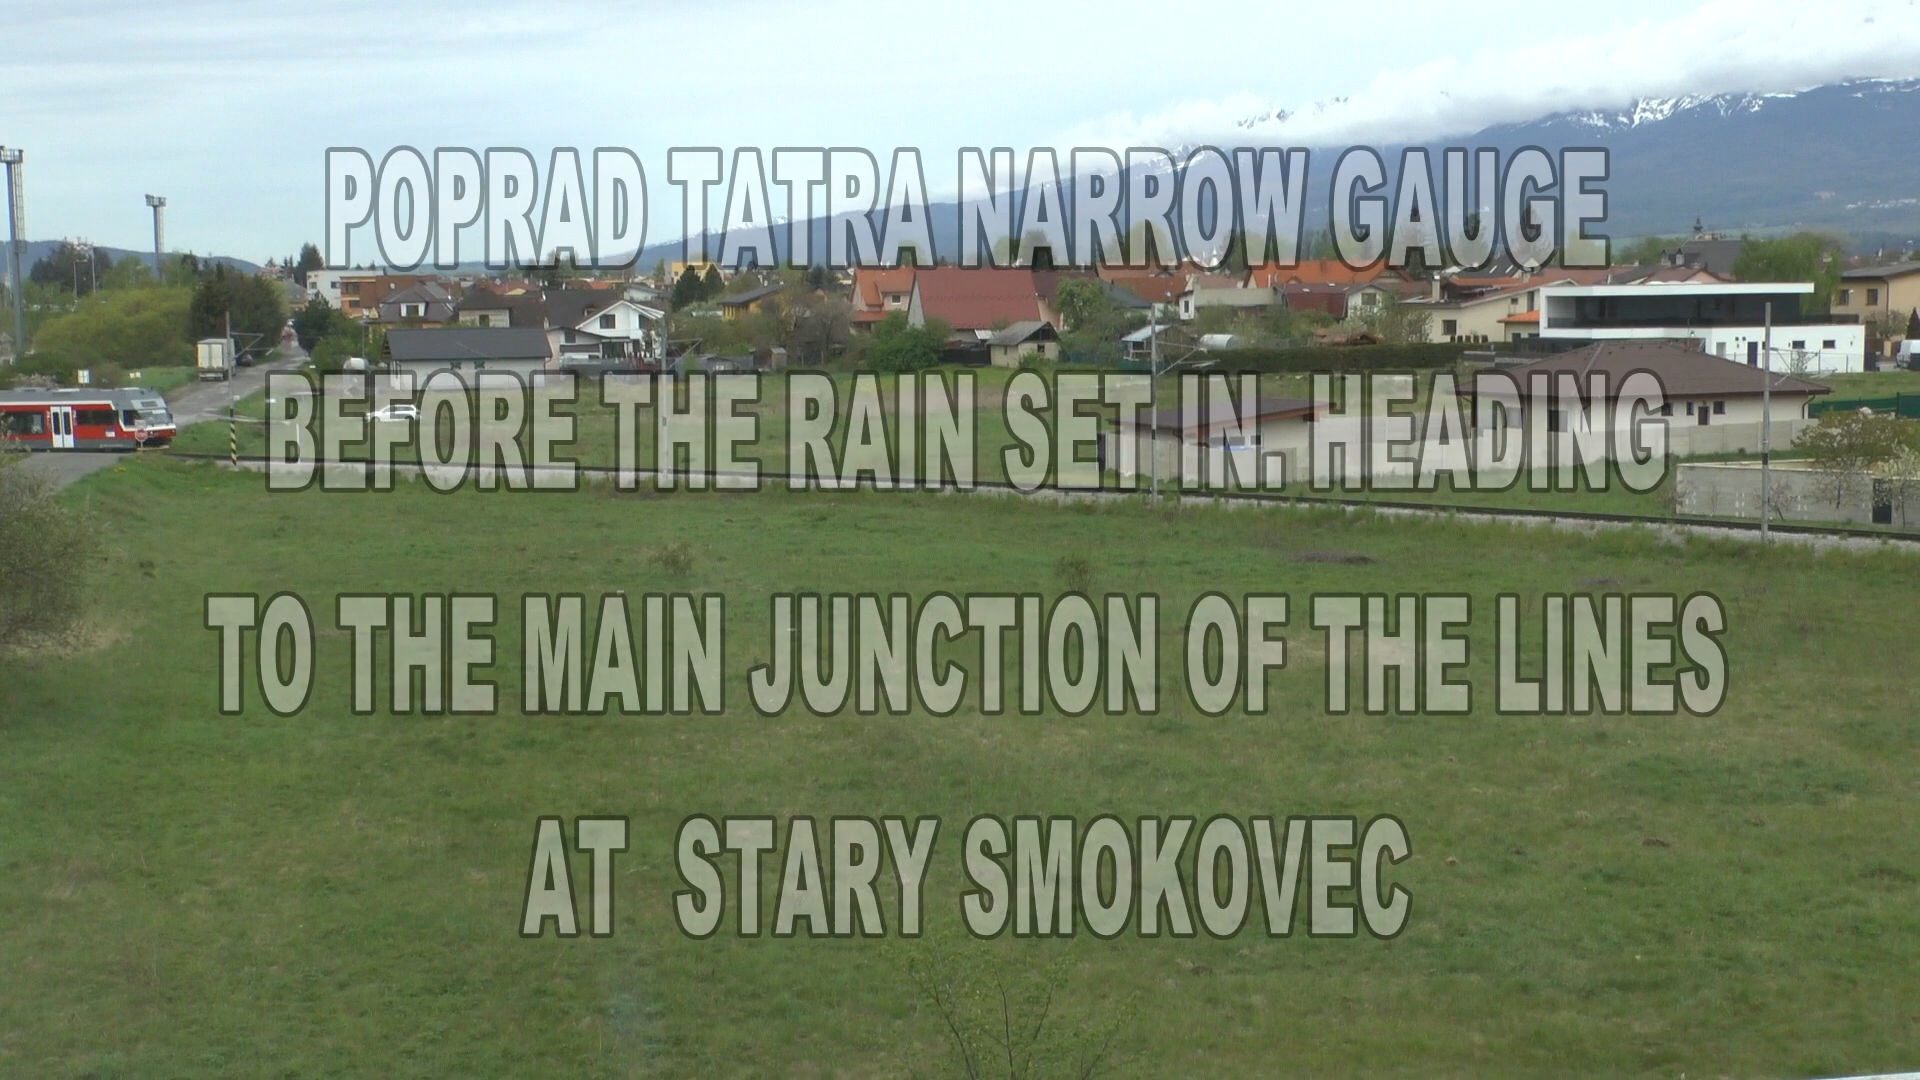 POPRAD TATRA NARROW GAUGE
BEFORE THE RAIN SET IN. HEADING
TO THE MAIN JUNCTION OF THE LINES
AT STARY SMOKOVEC